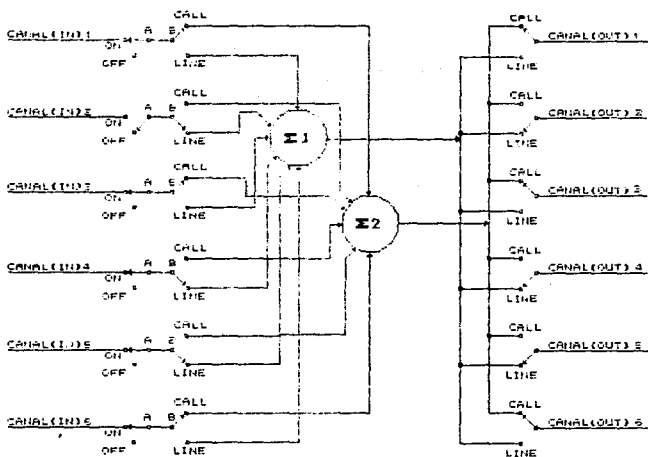 CALL
CALL
CANAL(IN)1 A B
CANAL(OUT)1
ON
OFF
LINE
LINE
CALL
CALL
CANAL(IN)2 A B
CANAL(OUT)2
ON
OFF
LINE
LINE
Σ1
CALL
CALL
CANAL(IN)3 A B
CANAL(OUT)3
ON
OFF
LINE
LINE
Σ2
CALL
CALL
CANAL(IN)4 A B
CANAL(OUT)4
ON
OFF
LINE
LINE
CALL
CALL
CANAL(IN)5 A B
CANAL(OUT)5
ON
OFF
LINE
LINE
CALL
CALL
CANAL(IN)6 A B
CANAL(OUT)6
ON
OFF
LINE
LINE